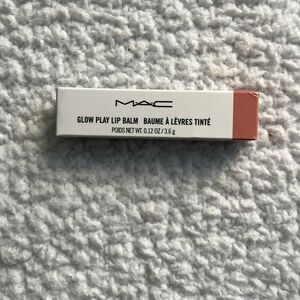 MAC
GLOW PLAY LIP BALM BAUME À LÈVRES TINTÉ
POIDS NET WT. 0.12 OZ / 3.6 g